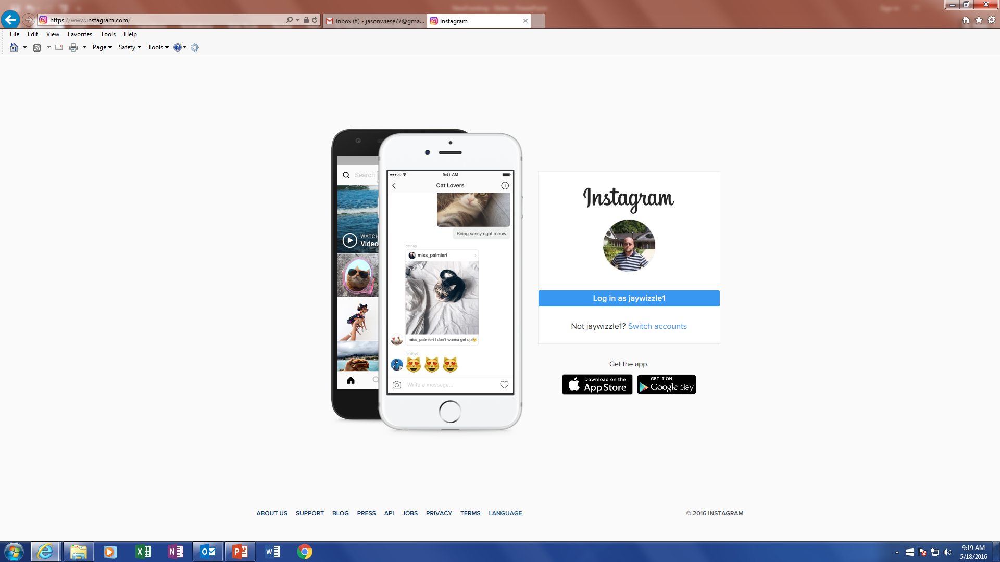 https://www.instagram.com/
Inbox (8) - jasonwiese77@gma...
Instagram
File Edit View Favorites Tools Help
Page Safety Tools
Search
WATCH
Video
9:41 AM
Cat Lovers
Being sassy right meow
catnap
miss_palmieri
miss_palmieri I don't wanna get up😓
ninanyc
😻😻😻
Write a message...
Instagram
Log in as jaywizzle1
Not jaywizzle1? Switch accounts
Get the app.
Download on the
App Store
GET IT ON
Google play
ABOUT US SUPPORT BLOG PRESS API JOBS PRIVACY TERMS LANGUAGE
© 2016 INSTAGRAM
9:19 AM
5/18/2016